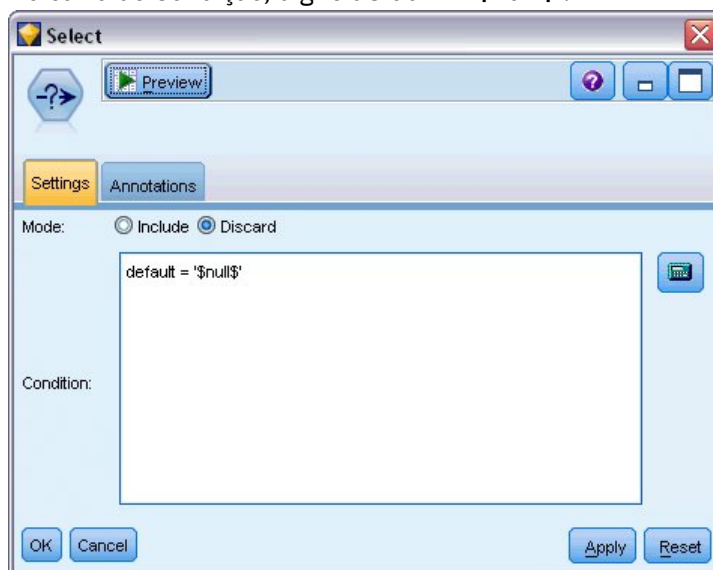 Select
Preview
Settings Annotations
Mode: Include Discard
default = '$null$'
Condition:
OK Cancel Apply Reset